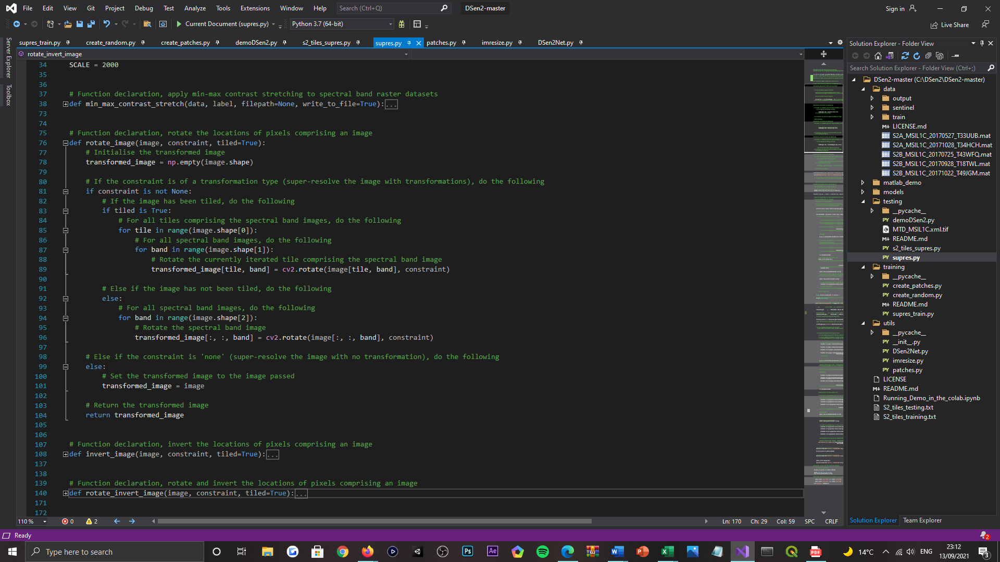 File Edit View Git Project Debug Test Analyze Tools Extensions Window Help Search (Ctrl+Q) DSen2-master Sign in
Current Document (supres.py) Python 3.7 (64-bit) Live Share
supres_train.py create_random.py create_patches.py demoDSen2.py s2_tiles_supres.py supres.py patches.py imresize.py DSen2Net.py
rotate_invert_image
Server Explorer
Toolbox
34 SCALE = 2000
35
36
37 # Function declaration, apply min-max contrast stretching to spectral band raster datasets
38 def min_max_contrast_stretch(data, label, filepath=None, write_to_file=True):...
73
74
75 # Function declaration, rotate the locations of pixels comprising an image
76 def rotate_image(image, constraint, tiled=True):
77 # Initialise the transformed image
78 transformed_image = np.empty(image.shape)
79
80 # If the constraint is of a transformation type (super-resolve the image with transformations), do the following
81 if constraint is not None:
82 # If the image has been tiled, do the following
83 if tiled is True:
84 # For all tiles comprising the spectral band images, do the following
85 for tile in range(image.shape[0]):
86 # For all spectral band images, do the following
87 for band in range(image.shape[1]):
88 # Rotate the currently iterated tile comprising the spectral band image
89 transformed_image[tile, band] = cv2.rotate(image[tile, band], constraint)
90
91 # Else if the image has not been tiled, do the following
92 else:
93 # For all spectral band images, do the following
94 for band in range(image.shape[2]):
95 # Rotate the spectral band image
96 transformed_image[:, :, band] = cv2.rotate(image[:, :, band], constraint)
97
98 # Else if the constraint is 'none' (super-resolve the image with no transformation), do the following
99 else:
100 # Set the transformed image to the image passed
101 transformed_image = image
102
103 # Return the transformed image
104 return transformed_image
105
106
107 # Function declaration, invert the locations of pixels comprising an image
108 def invert_image(image, constraint, tiled=True):...
137
138
139 # Function declaration, rotate and invert the locations of pixels comprising an image
140 def rotate_invert_image(image, constraint, tiled=True):...
171
172
110 % 0 2 Ln: 170 Ch: 29 Col: 59 SPC CRLF
Solution Explorer - Folder View
Search Solution Explorer - Folder View (Ctrl+;)
DSen2-master (C:\DSen2\DSen2-master)
data
output
sentinel
train
LICENSE.md
S2A_MSIL1C_20170527_T33UUB.mat
S2A_MSIL1C_20171028_T34HCH.mat
S2B_MSIL1C_20170725_T43WFQ.mat
S2B_MSIL1C_20170928_T18TWL.mat
S2B_MSIL1C_20171022_T49JGM.mat
matlab_demo
models
testing
__pycache__
PY demoDSen2.py
MTD_MSIL1C.xml.tif
README.md
PY s2_tiles_supres.py
PY supres.py
training
__pycache__
PY create_patches.py
PY create_random.py
README.md
PY supres_train.py
utils
__pycache__
PY __init__.py
PY DSen2Net.py
PY imresize.py
PY patches.py
LICENSE
README.md
Running_Demo_in_the_colab.ipynb
S2_tiles_testing.txt
S2_tiles_training.txt
Solution Explorer Team Explorer
Ready 2
Type here to search Ps Ae PDF 14°C ENG 23:12
13/09/2021 3